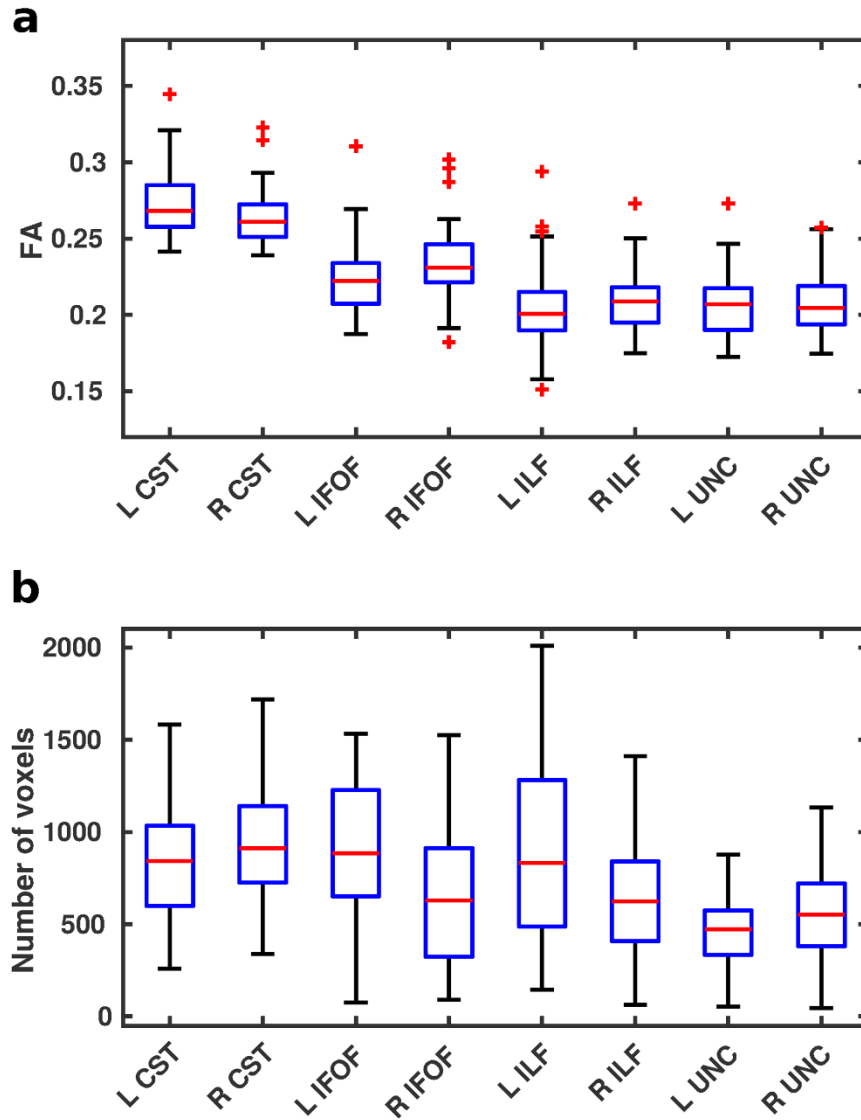 a
FA
0.35
0.3
0.25
0.2
0.15
L CST
R CST
L IFOF
R IFOF
L ILF
R ILF
L UNC
R UNC
b
Number of voxels
2000
1500
1000
500
0
L CST
R CST
L IFOF
R IFOF
L ILF
R ILF
L UNC
R UNC